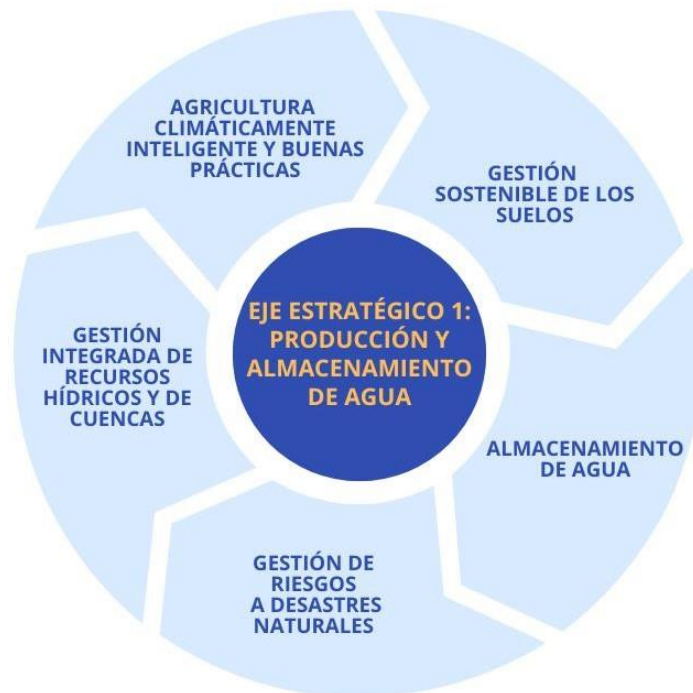 AGRICULTURA
CLIMÁTICAMENTE
INTELIGENTE Y BUENAS
PRÁCTICAS
GESTIÓN
SOSTENIBLE DE LOS
SUELOS
EJE ESTRATÉGICO 1:
PRODUCCIÓN Y
ALMACENAMIENTO
DE AGUA
GESTIÓN
INTEGRADA DE
RECURSOS
HÍDRICOS Y DE
CUENCAS
ALMACENAMIENTO
DE AGUA
GESTIÓN DE
RIESGOS
A DESASTRES
NATURALES